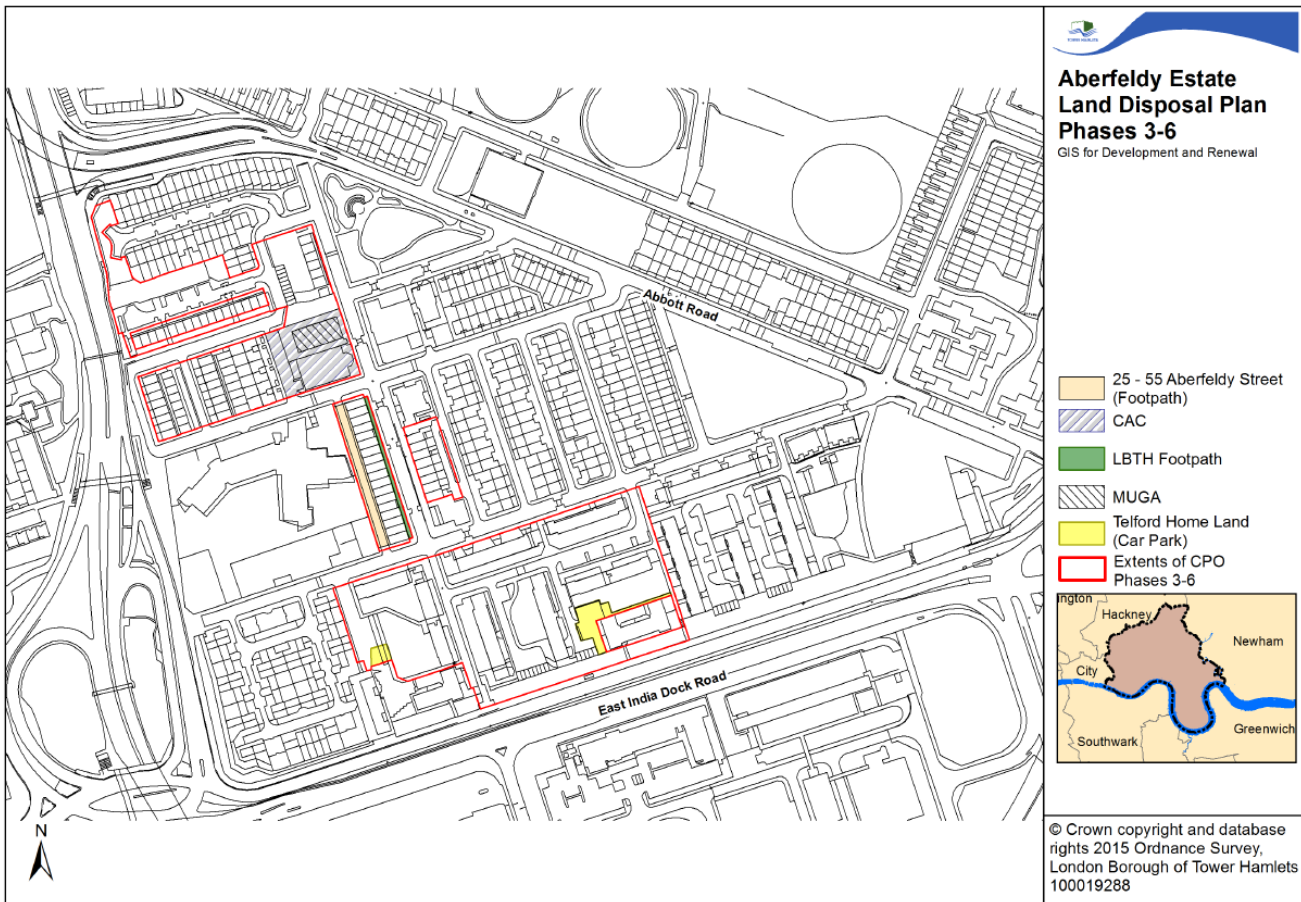 TOWER HAMLETS
Aberfeldy Estate
Land Disposal Plan
Phases 3-6
GIS for Development and Renewal
Abbott Road
East India Dock Road
N
25 - 55 Aberfeldy Street
(Footpath)
CAC
LBTH Footpath
MUGA
Telford Home Land
(Car Park)
Extents of CPO
Phases 3-6
ington
Hackney
Newham
City
Greenwich
Southwark
© Crown copyright and database
rights 2015 Ordnance Survey,
London Borough of Tower Hamlets
100019288